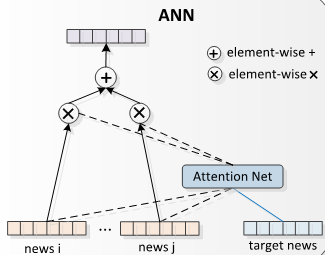 ANN
element-wise +
element-wise ×
Attention Net
news i
...
news j
target news